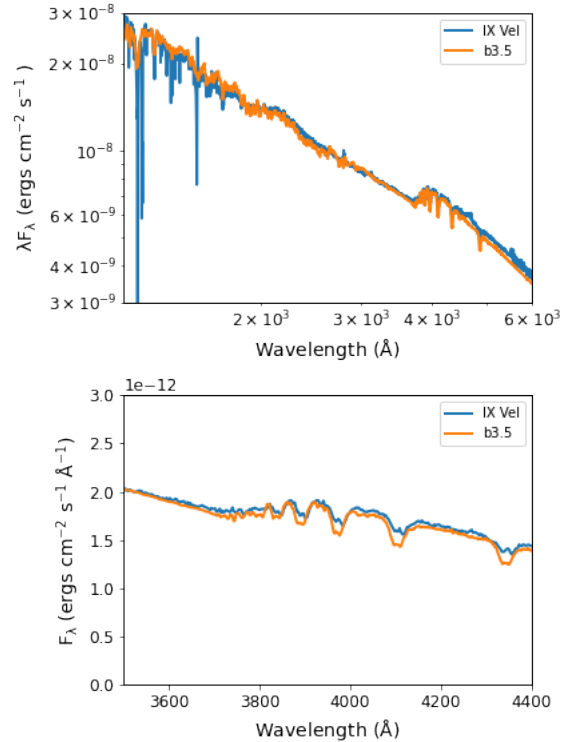 3 × 10⁻⁸
2 × 10⁻⁸
10⁻⁸
6 × 10⁻⁹
4 × 10⁻⁹
3 × 10⁻⁹
λF_λ (ergs cm⁻² s⁻¹ )
IX Vel
b3.5
2 × 10³
3 × 10³
4 × 10³
6 × 10³
Wavelength (Å)
1e−12
3.0
2.5
2.0
1.5
1.0
0.5
0.0
F_λ (ergs cm⁻² s⁻¹ Å⁻¹)
IX Vel
b3.5
3600
3800
4000
4200
4400
Wavelength (Å)